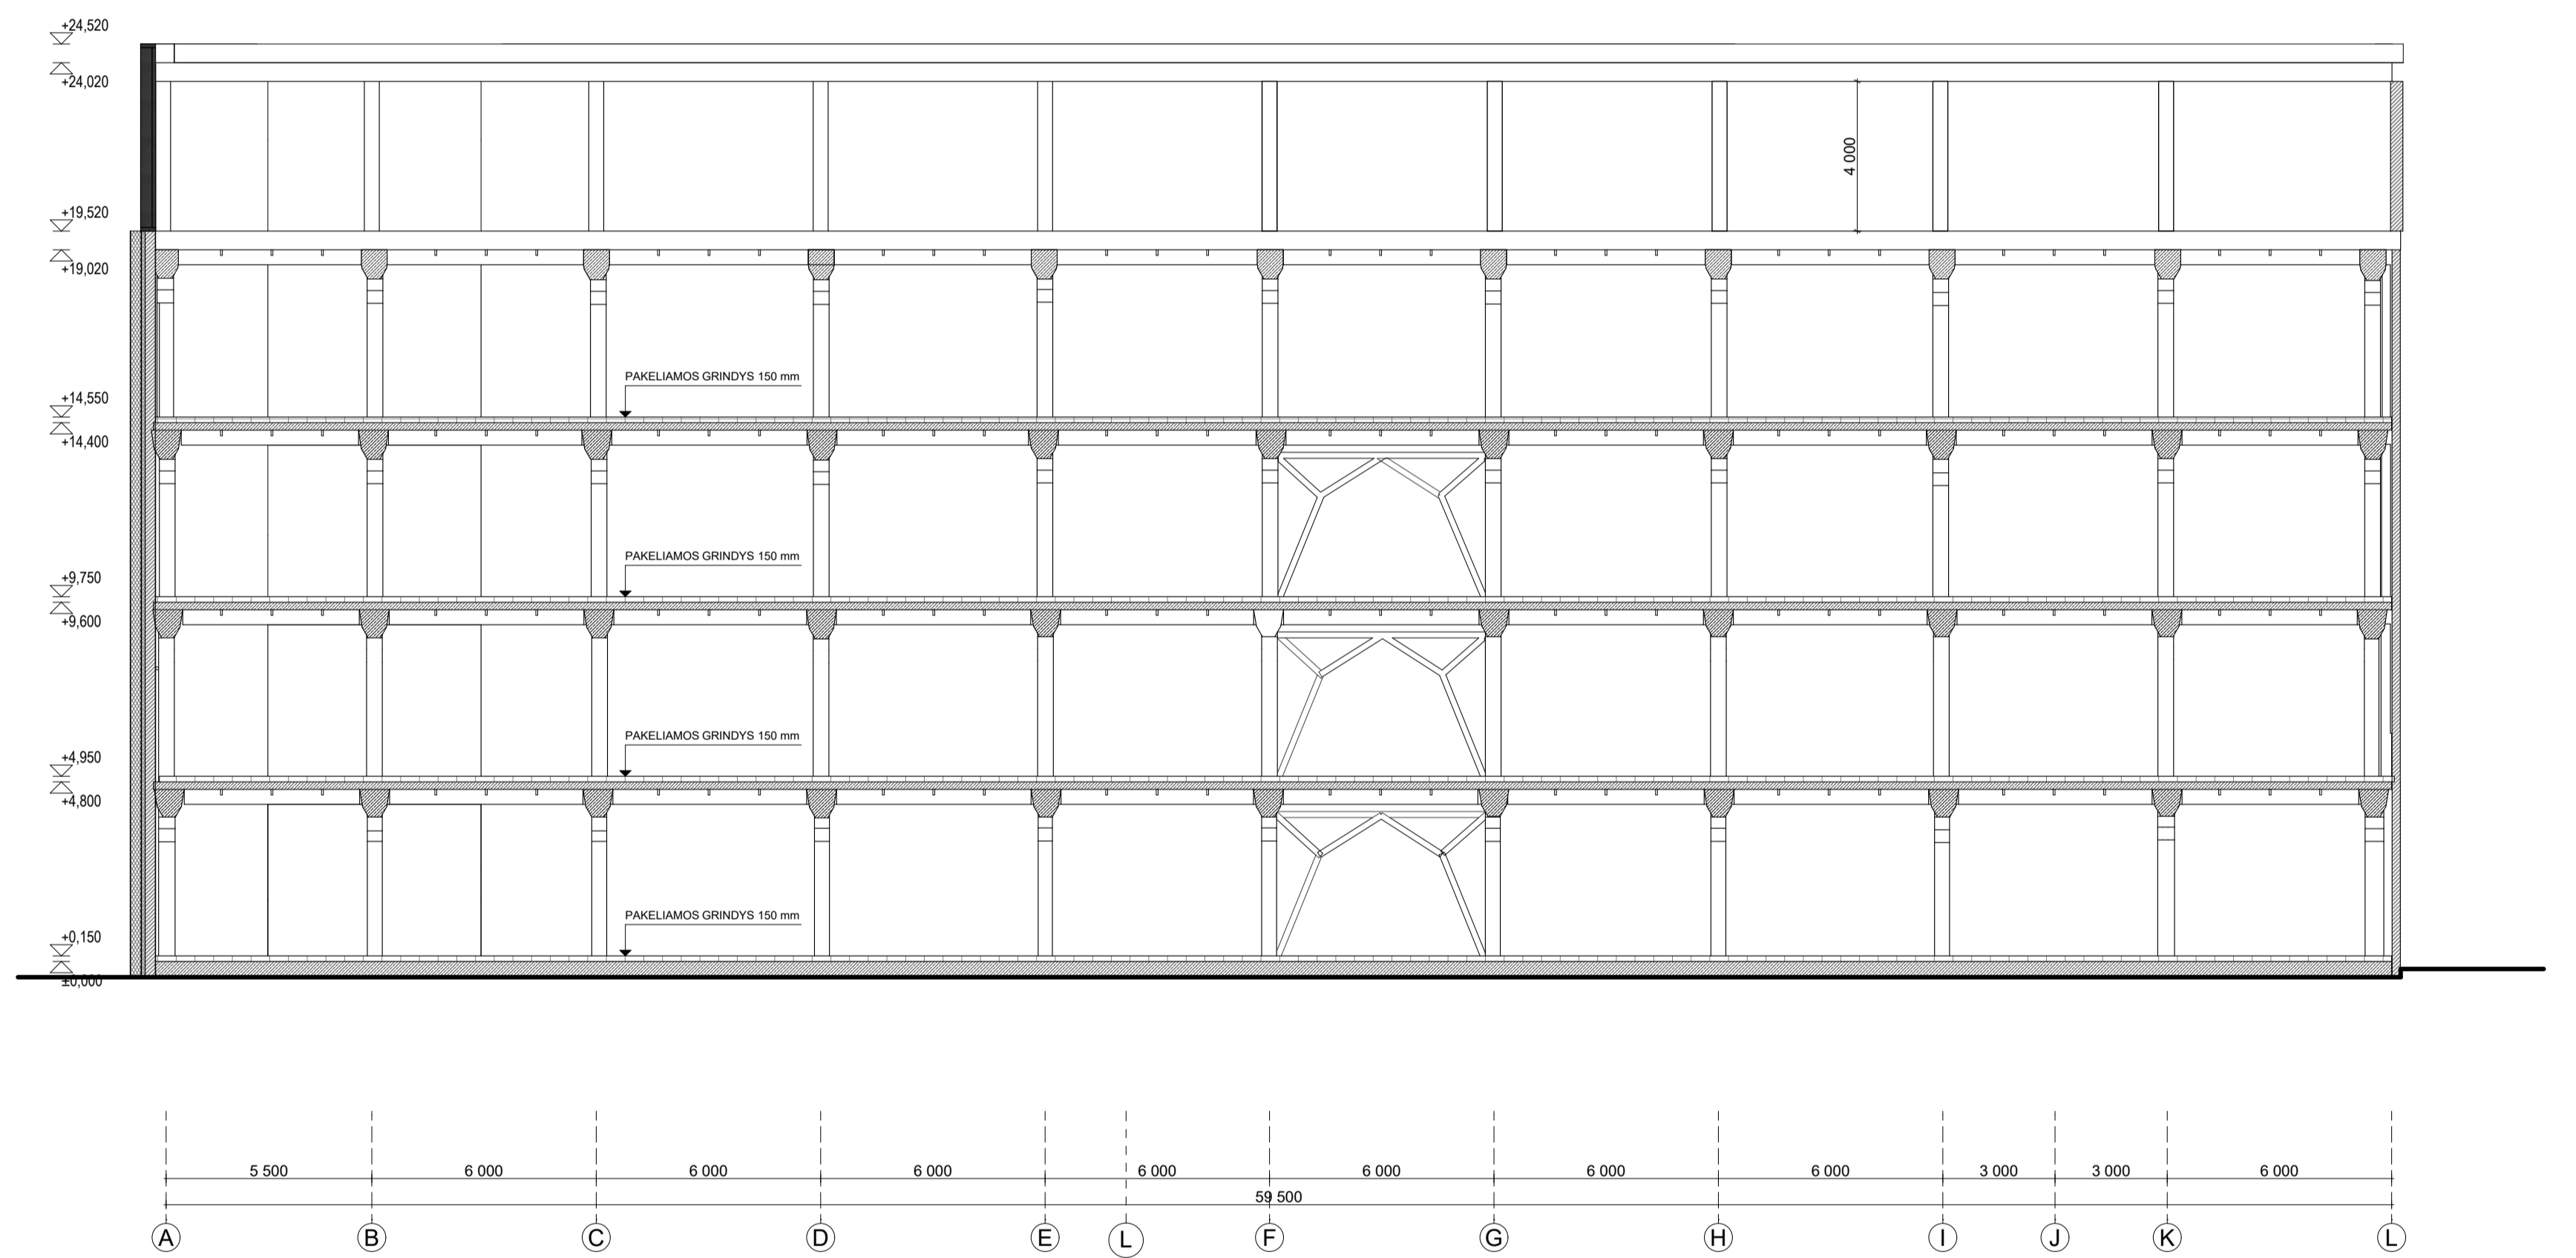 +24,520
+24,020
4 000
+19,520
+19,020
PAKELIAMOS GRINDYS 150 mm
+14,550
+14,400
PAKELIAMOS GRINDYS 150 mm
+9,750
+9,600
PAKELIAMOS GRINDYS 150 mm
+4,950
+4,800
PAKELIAMOS GRINDYS 150 mm
+0,150
±0,000
5 500 6 000 6 000 6 000 6 000 6 000 6 000 6 000 3 000 3 000 6 000
59 500
A B C D E L F G H I J K L